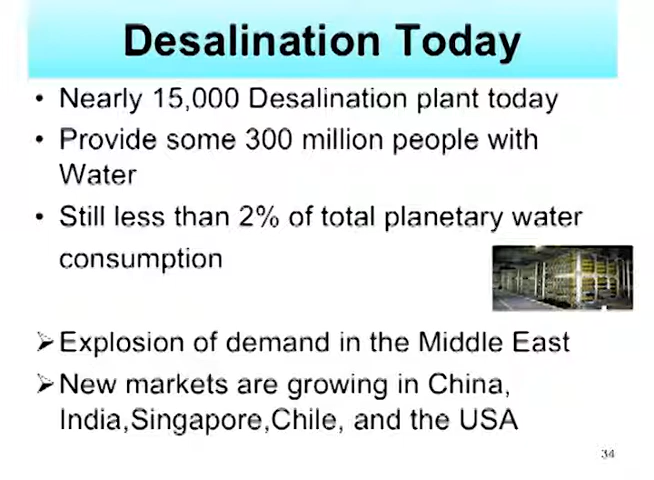 Desalination Today
• Nearly 15,000 Desalination plant today
• Provide some 300 million people with
Water
• Still less than 2% of total planetary water
consumption
➢Explosion of demand in the Middle East
➢New markets are growing in China,
India,Singapore,Chile, and the USA
34